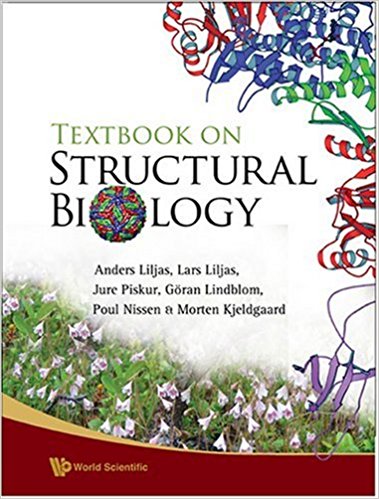 TEXTBOOK ON
STRUCTURAL
BIOLOGY
Anders Liljas, Lars Liljas,
Jure Piskur, Göran Lindblom,
Poul Nissen & Morten Kjeldgaard
World Scientific